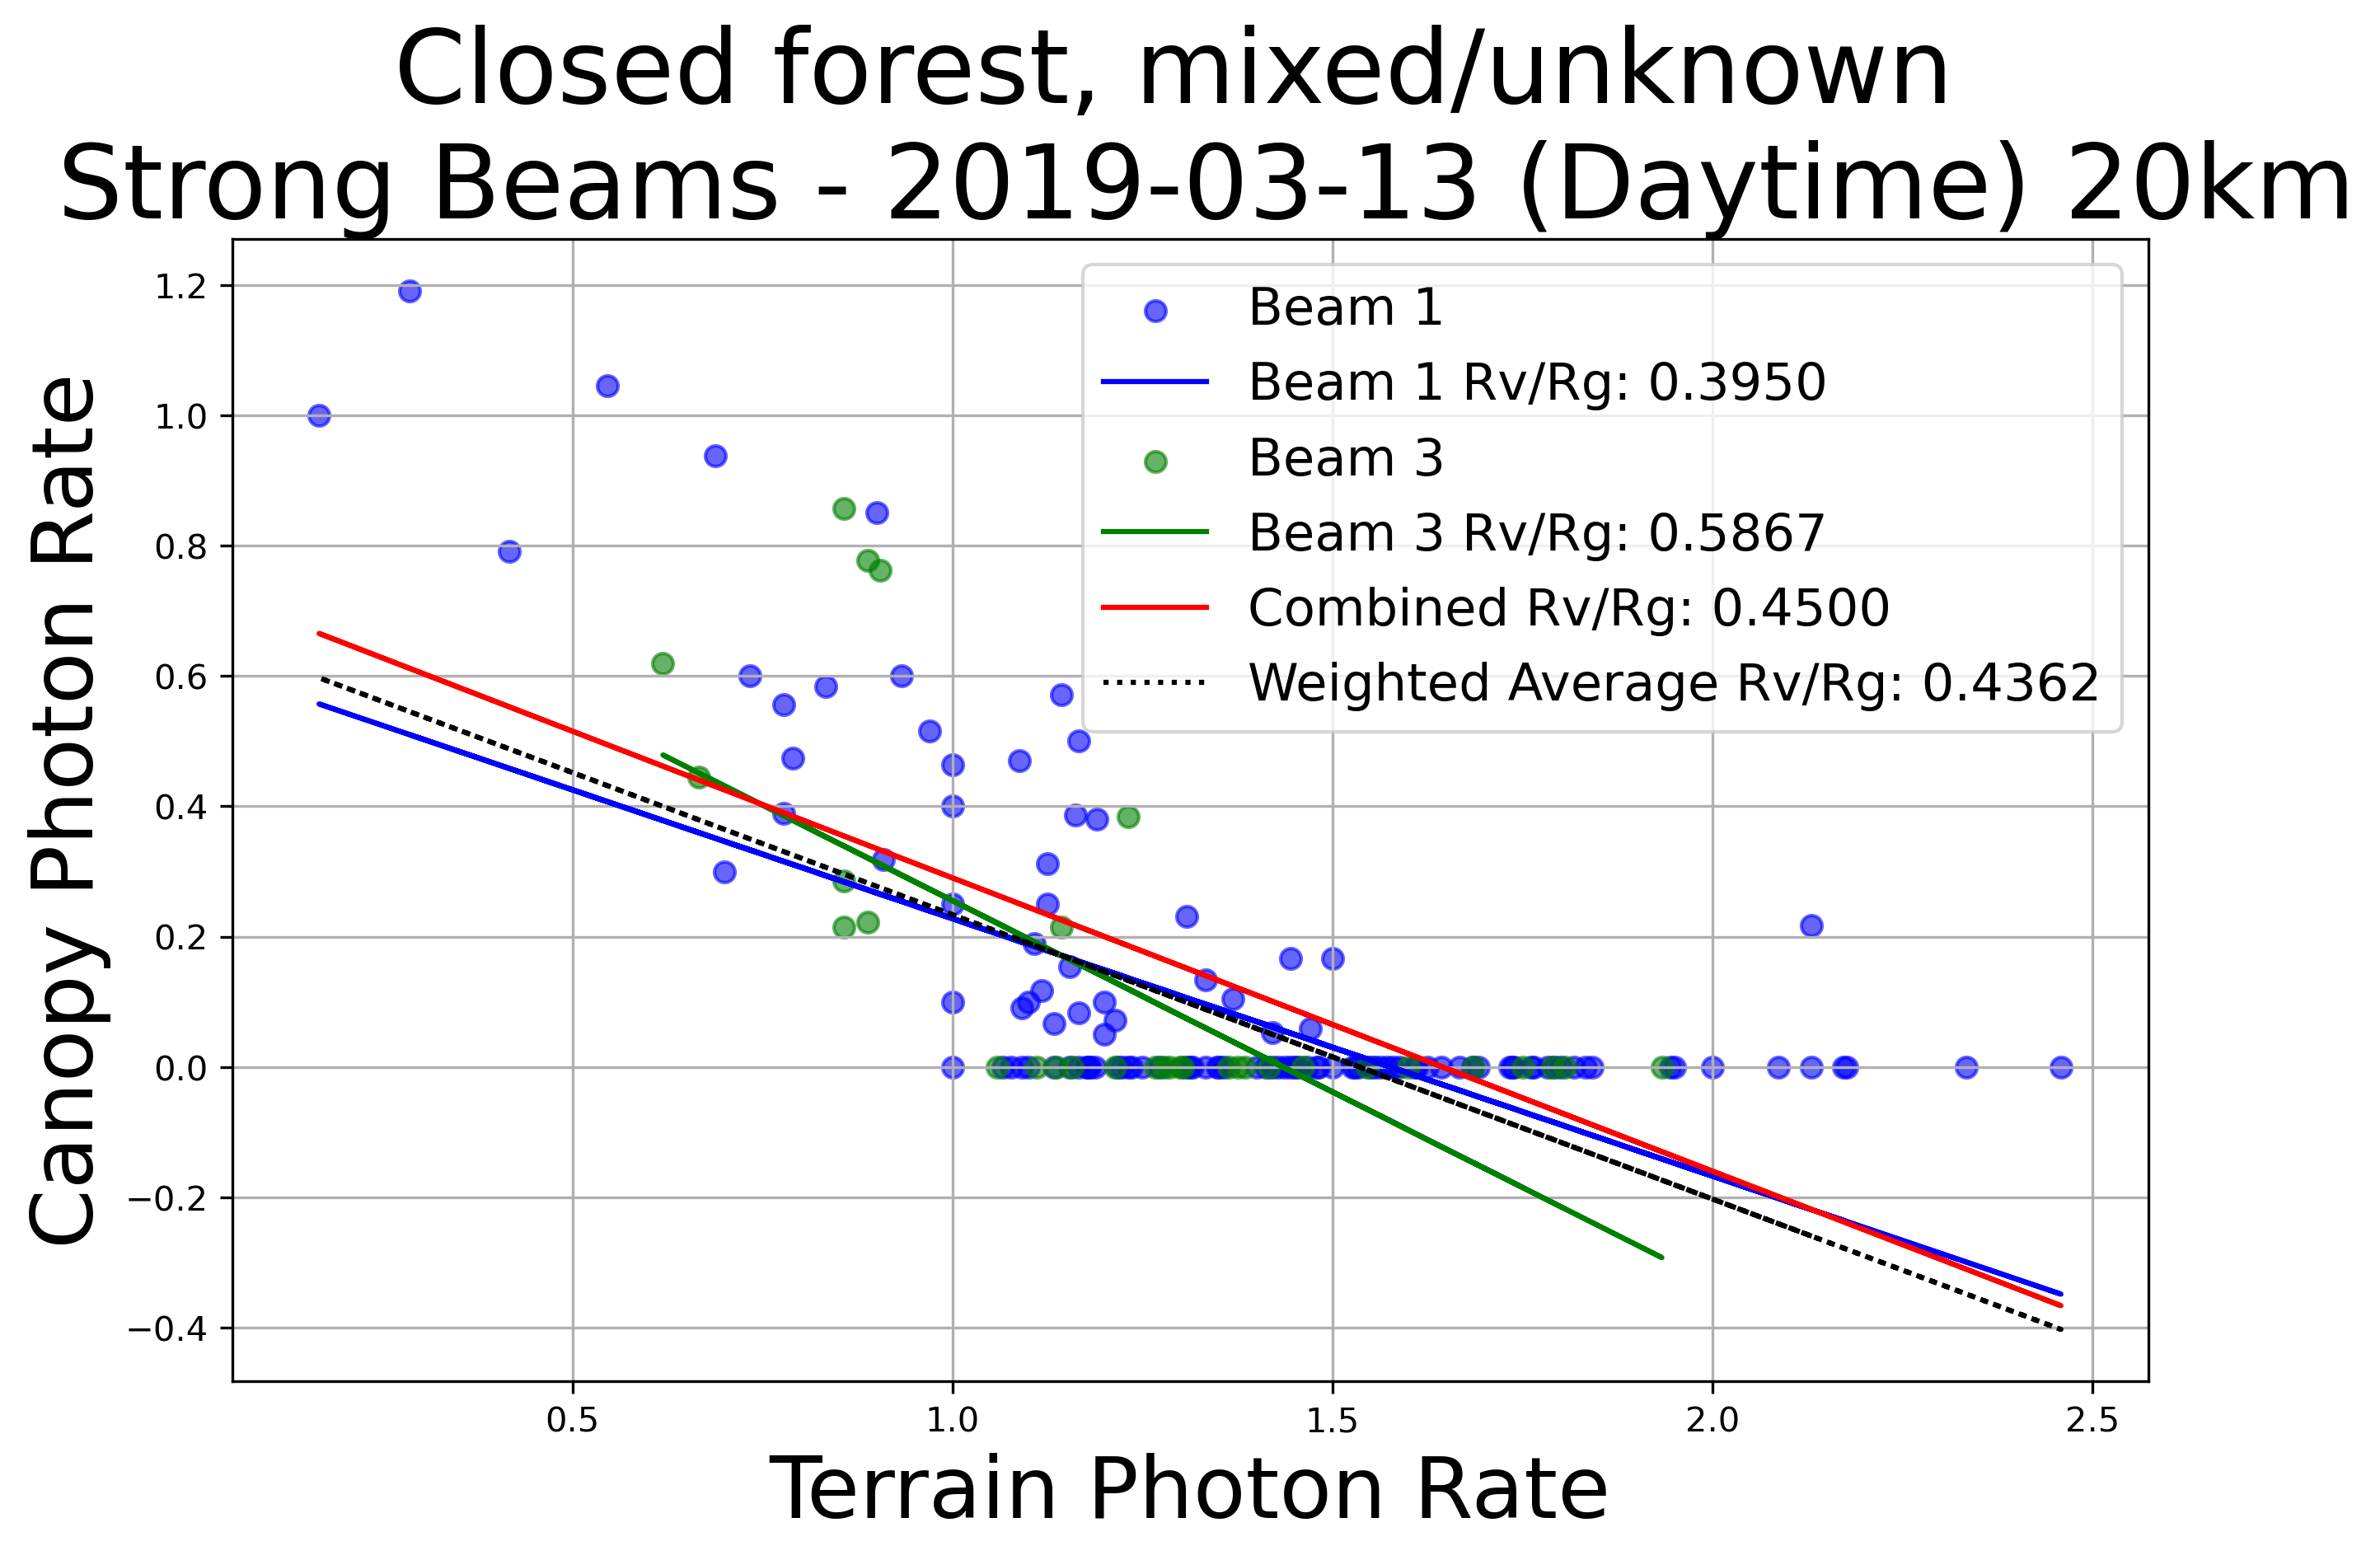 Closed forest, mixed/unknown
Strong Beams - 2019-03-13 (Daytime) 20km
Canopy Photon Rate
1.2
1.0
0.8
0.6
0.4
0.2
0.0
−0.2
−0.4
Beam 1
Beam 1 Rv/Rg: 0.3950
Beam 3
Beam 3 Rv/Rg: 0.5867
Combined Rv/Rg: 0.4500
Weighted Average Rv/Rg: 0.4362
0.5 1.0 1.5 2.0 2.5
Terrain Photon Rate